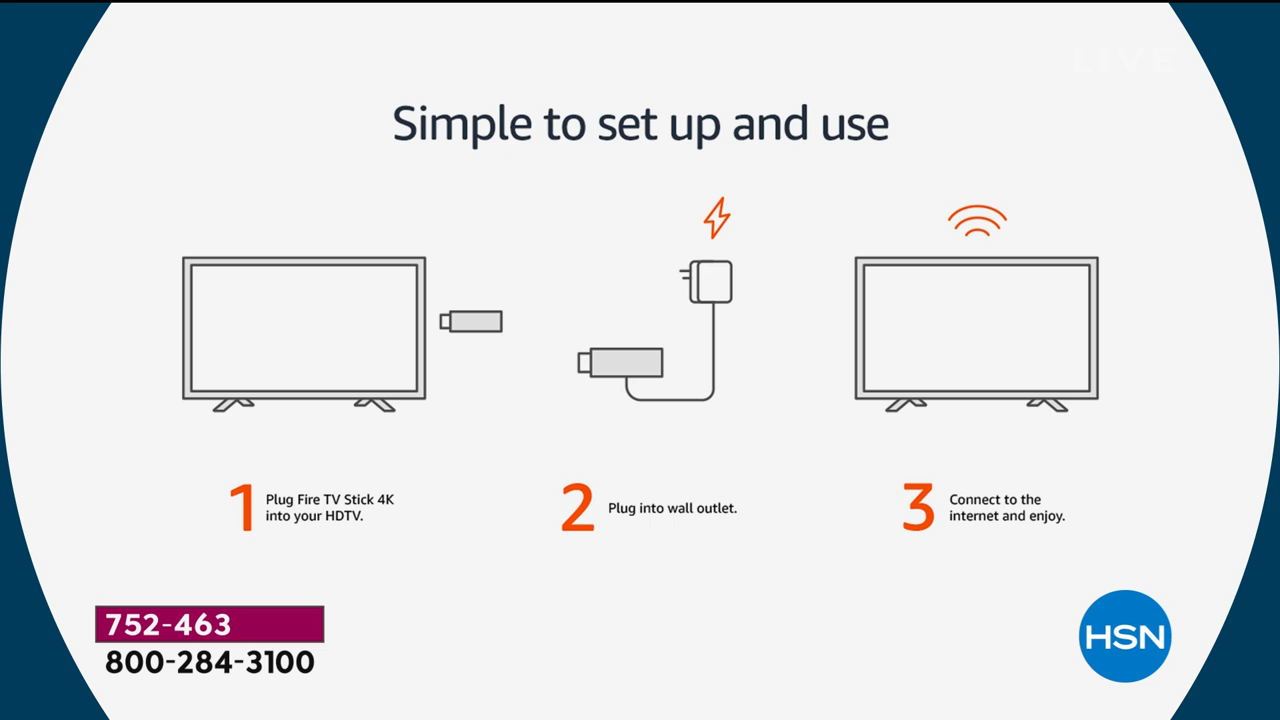 LIVE
Simple to set up and use
1 Plug Fire TV Stick 4K
into your HDTV.
2 Plug into wall outlet.
3 Connect to the
internet and enjoy.
752-463
800-284-3100
HSN